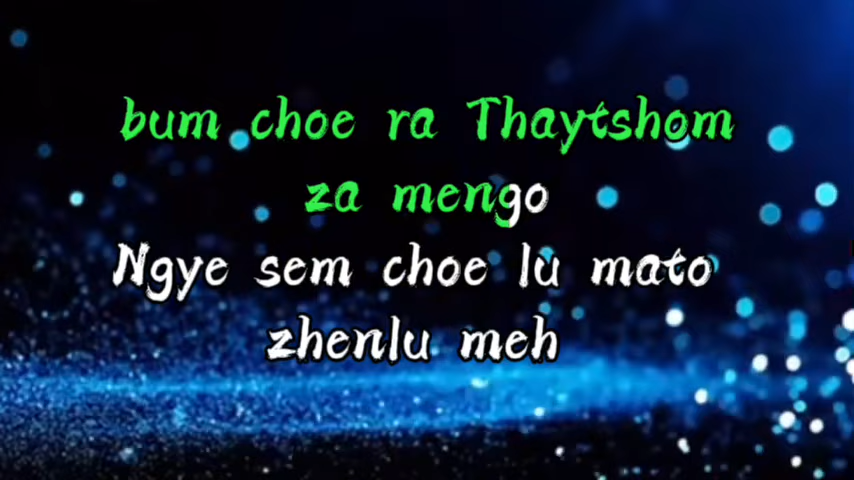 bum choe ra Thaytshom
za mengo
Ngye sem choe lu mato
zhenlu meh